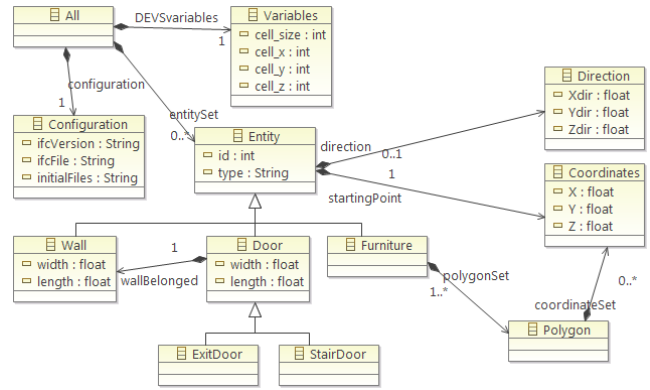 All
DEVSvariables
1
Variables
cell_size : int
cell_x : int
cell_y : int
cell_z : int
configuration
1
entitySet
0..*
Configuration
ifcVersion : String
ifcFile : String
initialFiles : String
Entity
id : int
type : String
direction
0..1
Direction
Xdir : float
Ydir : float
Zdir : float
1
startingPoint
Coordinates
X : float
Y : float
Z : float
Wall
width : float
length : float
1
wallBelonged
Door
width : float
length : float
Furniture
polygonSet
1..*
0..*
coordinateSet
Polygon
ExitDoor
StairDoor